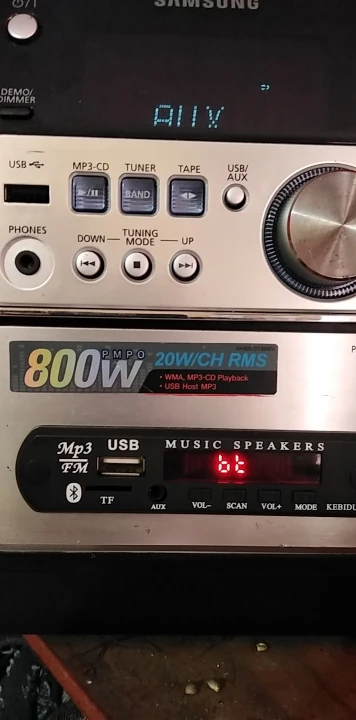 SAMSUNG
DEMO/
DIMMER
AUX
USB
MP3-CD TUNER TAPE USB/
AUX
BAND
PHONES
DOWN TUNING UP
MODE
800W PMPO 20W/CH RMS
• WMA, MP3-CD Playback
• USB Host MP3
Mp3
FM
USB
MUSIC SPEAKERS
bt
TF
AUX
VOL- SCAN VOL+ MODE KEBIDU